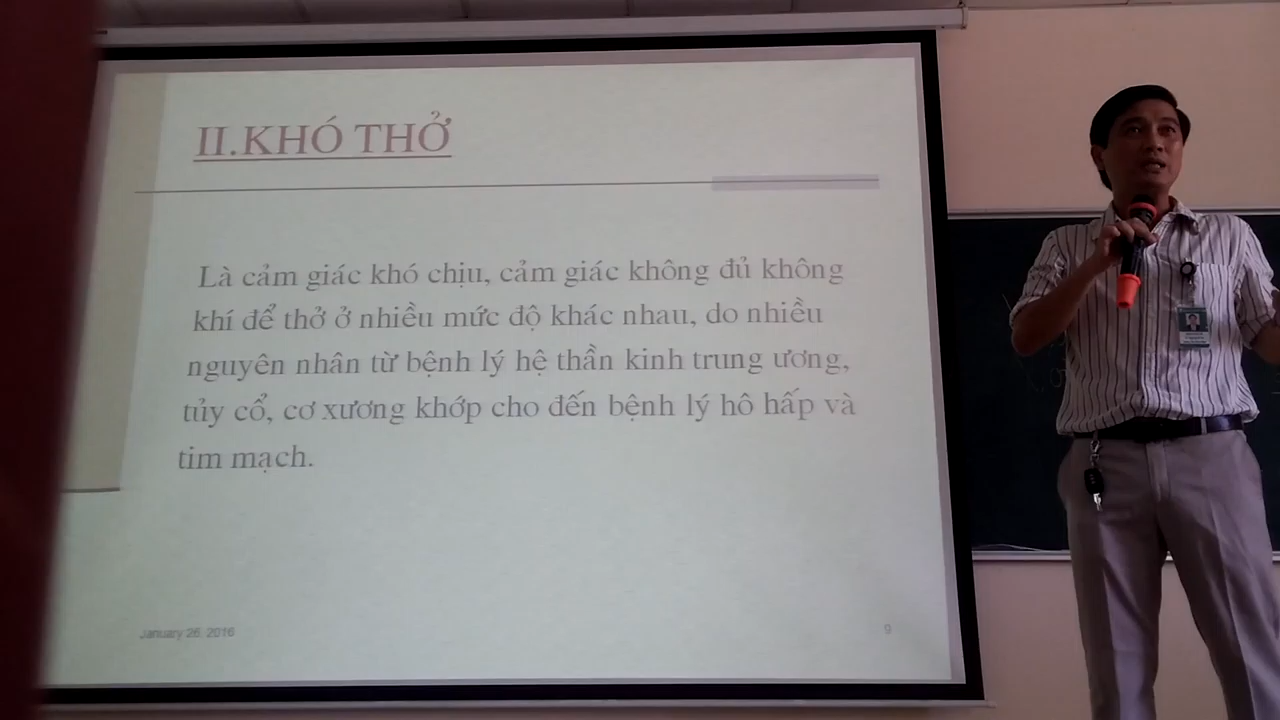 II.KHÓ THỞ
Là cảm giác khó chịu, cảm giác không đủ không
khí để thở ở nhiều mức độ khác nhau, do nhiều
nguyên nhân từ bệnh lý hệ thần kinh trung ương,
tủy cổ, cơ xương khớp cho đến bệnh lý hô hấp và
tim mạch.
January 26, 2016
9